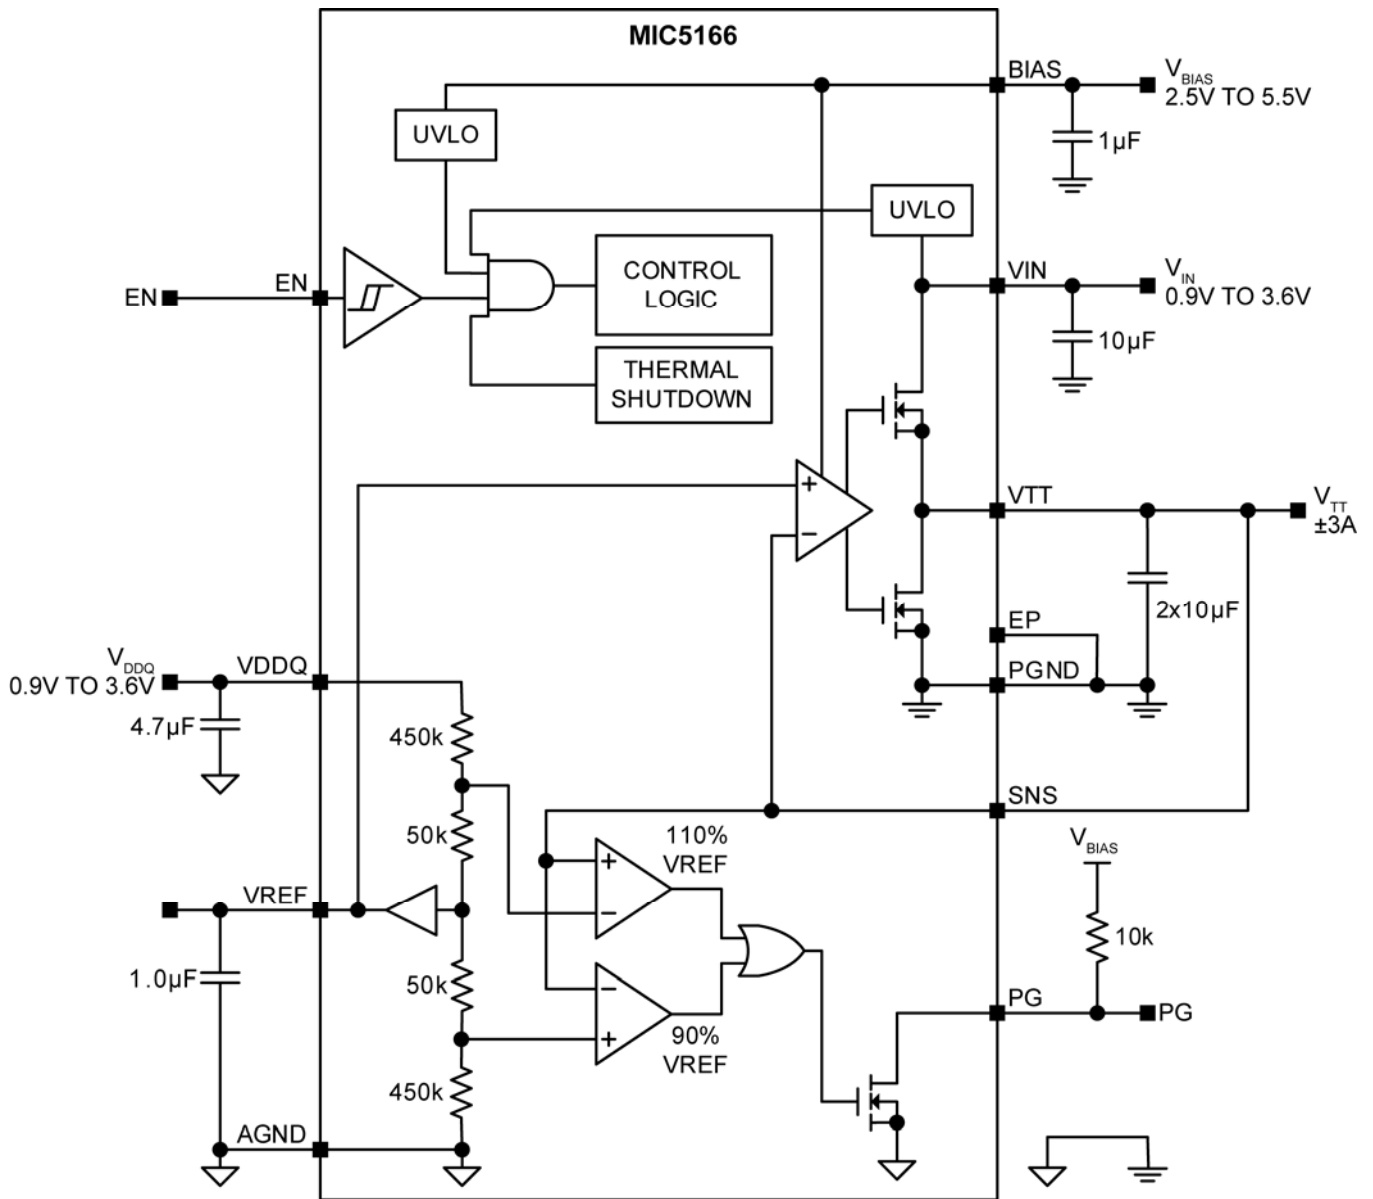 MIC5166
BIAS
VBIAS
2.5V TO 5.5V
UVLO
1µF
UVLO
EN
EN
CONTROL
LOGIC
VIN
VIN
0.9V TO 3.6V
10µF
THERMAL
SHUTDOWN
+
−
VTT
VTT
±3A
2x10µF
EP
PGND
VDDQ
0.9V TO 3.6V
VDDQ
4.7µF
450k
50k
SNS
110%
VREF
+
−
VBIAS
10k
VREF
1.0µF
50k
−
+
90%
VREF
PG
PG
450k
AGND